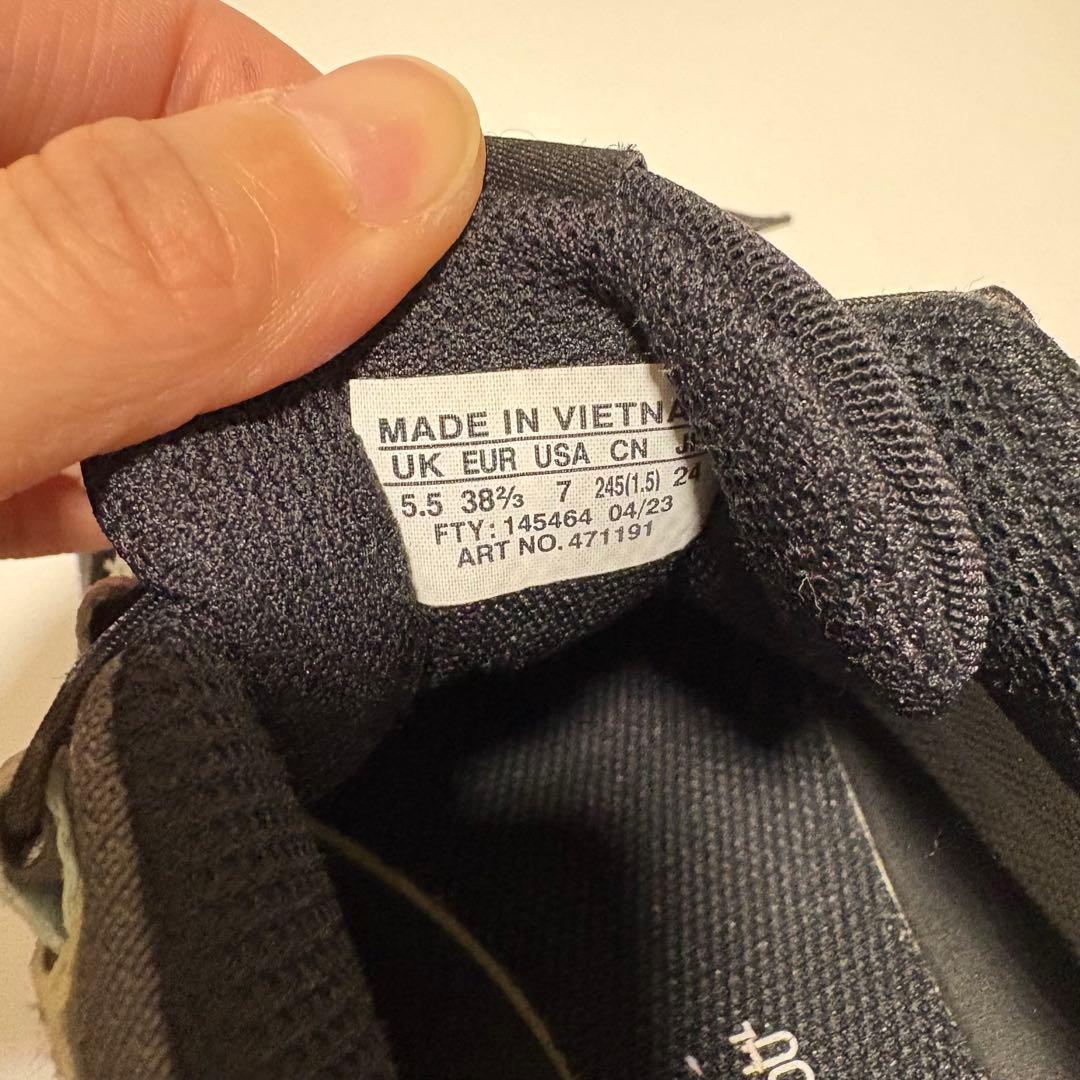 MADE IN VIETNA
UK EUR USA CN
5.5 38⅔ 7 245(1.5) 24
FTY: 145464 04/23
ART NO. 471191